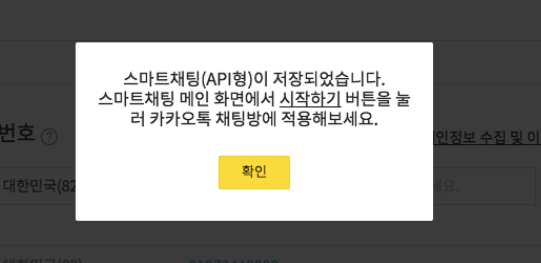 스마트채팅(API형)이 저장되었습니다.
스마트채팅 메인 화면에서 시작하기 버튼을 눌
러 카카오톡 채팅방에 적용해보세요.
확인
번호 ?
인정보 수집 및 이
대한민국(82
세요.